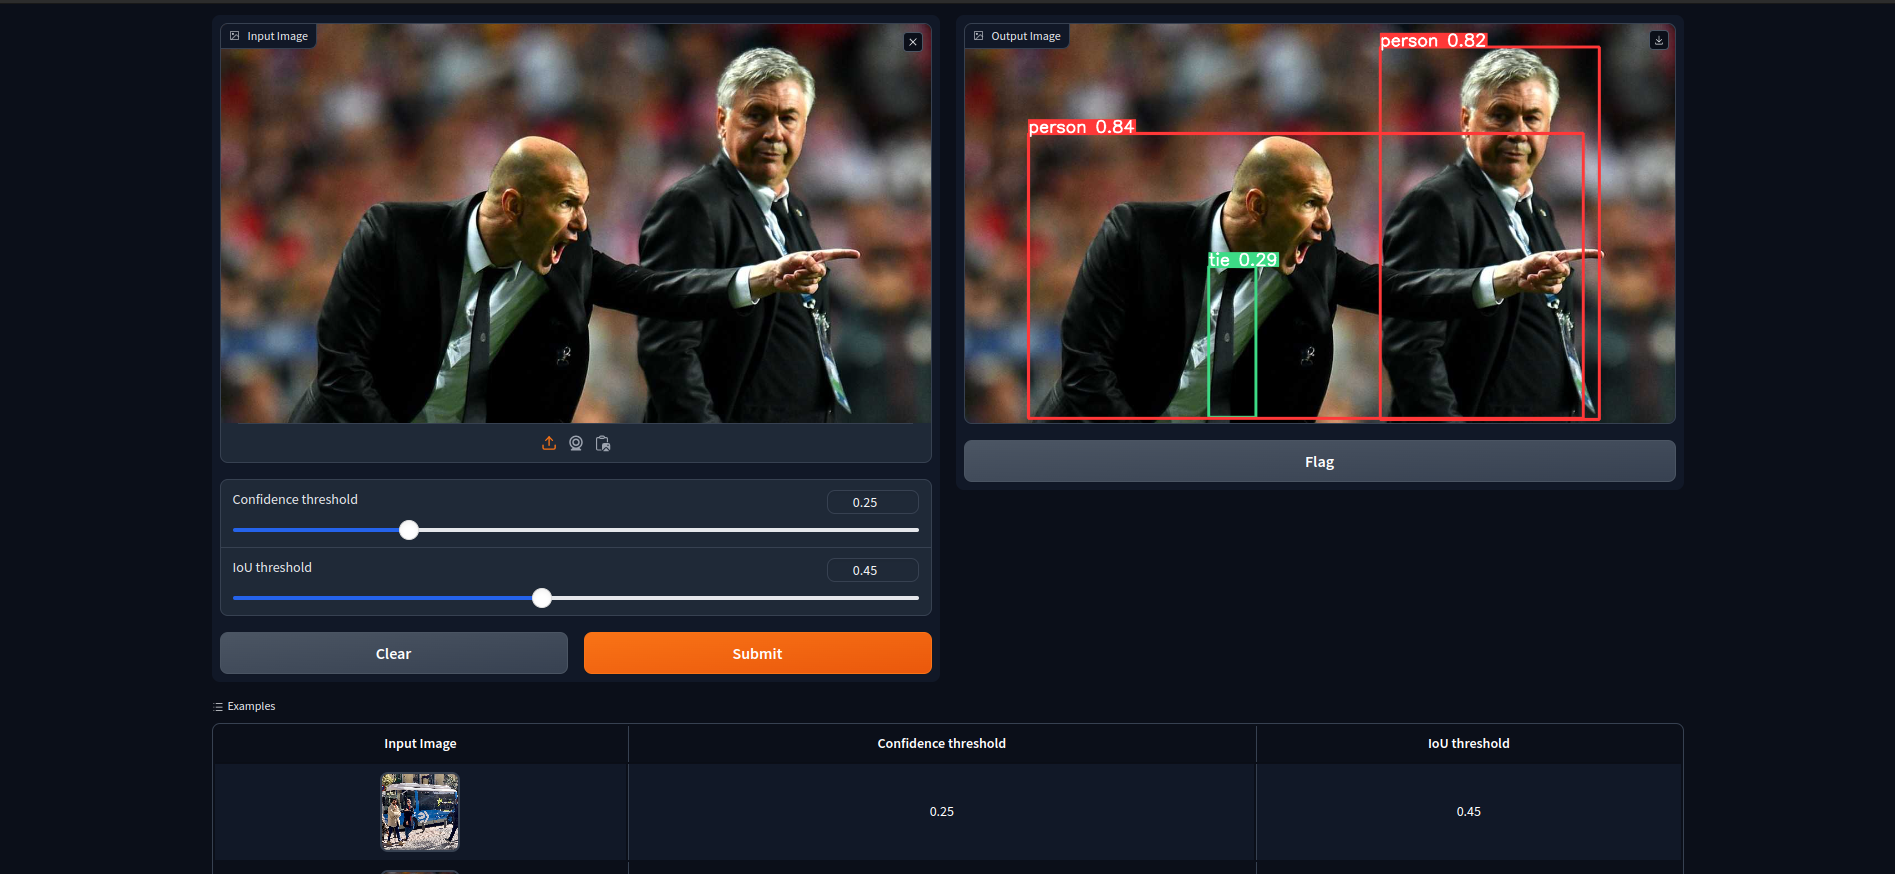 Input Image
Output Image
person 0.82
person 0.84
tie 0.29
Flag
Confidence threshold
0.25
IoU threshold
0.45
Clear
Submit
Examples
Input Image Confidence threshold IoU threshold
0.25 0.45